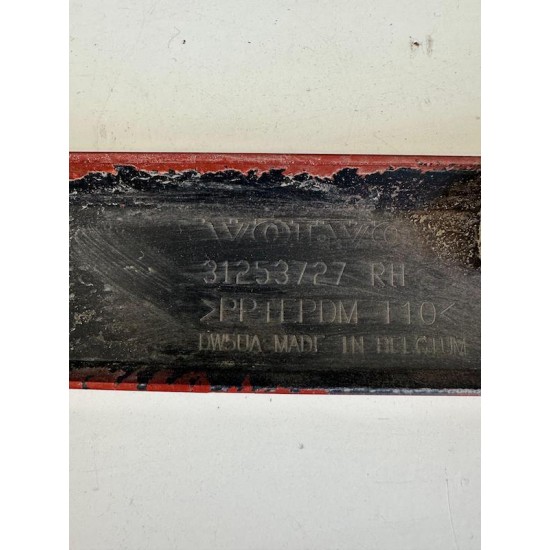 VOLVO
31253727 RH
>PP+EPDM T10<
DW5UA MADE IN BELGIUM